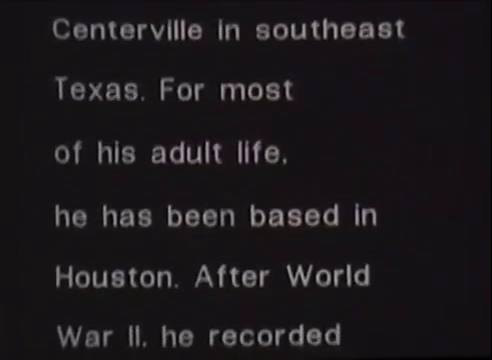 Centerville in southeast
Texas. For most
of his adult life,
he has been based in
Houston. After World
War II, he recorded